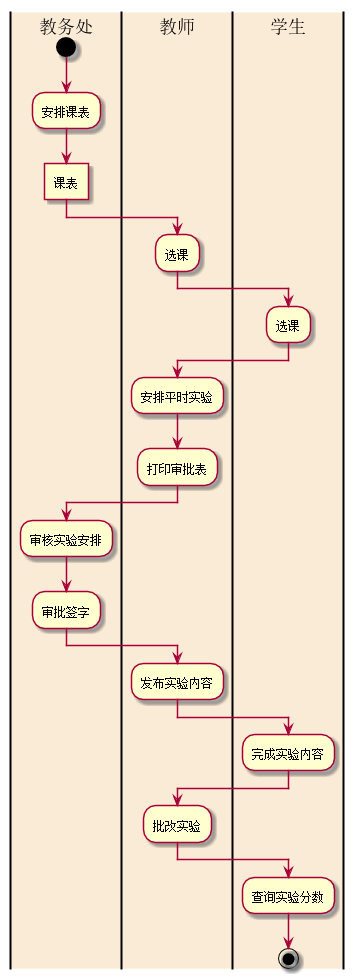 教务处
教师
学生
安排课表
课表
选课
选课
安排平时实验
打印审批表
审核实验安排
审批签字
发布实验内容
完成实验内容
批改实验
查询实验分数